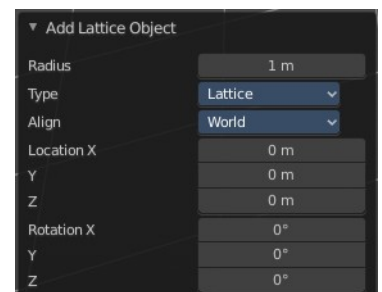 Add Lattice Object
Radius 1 m
Type Lattice
Align World
Location X 0 m
Y 0 m
Z 0 m
Rotation X 0°
Y 0°
Z 0°